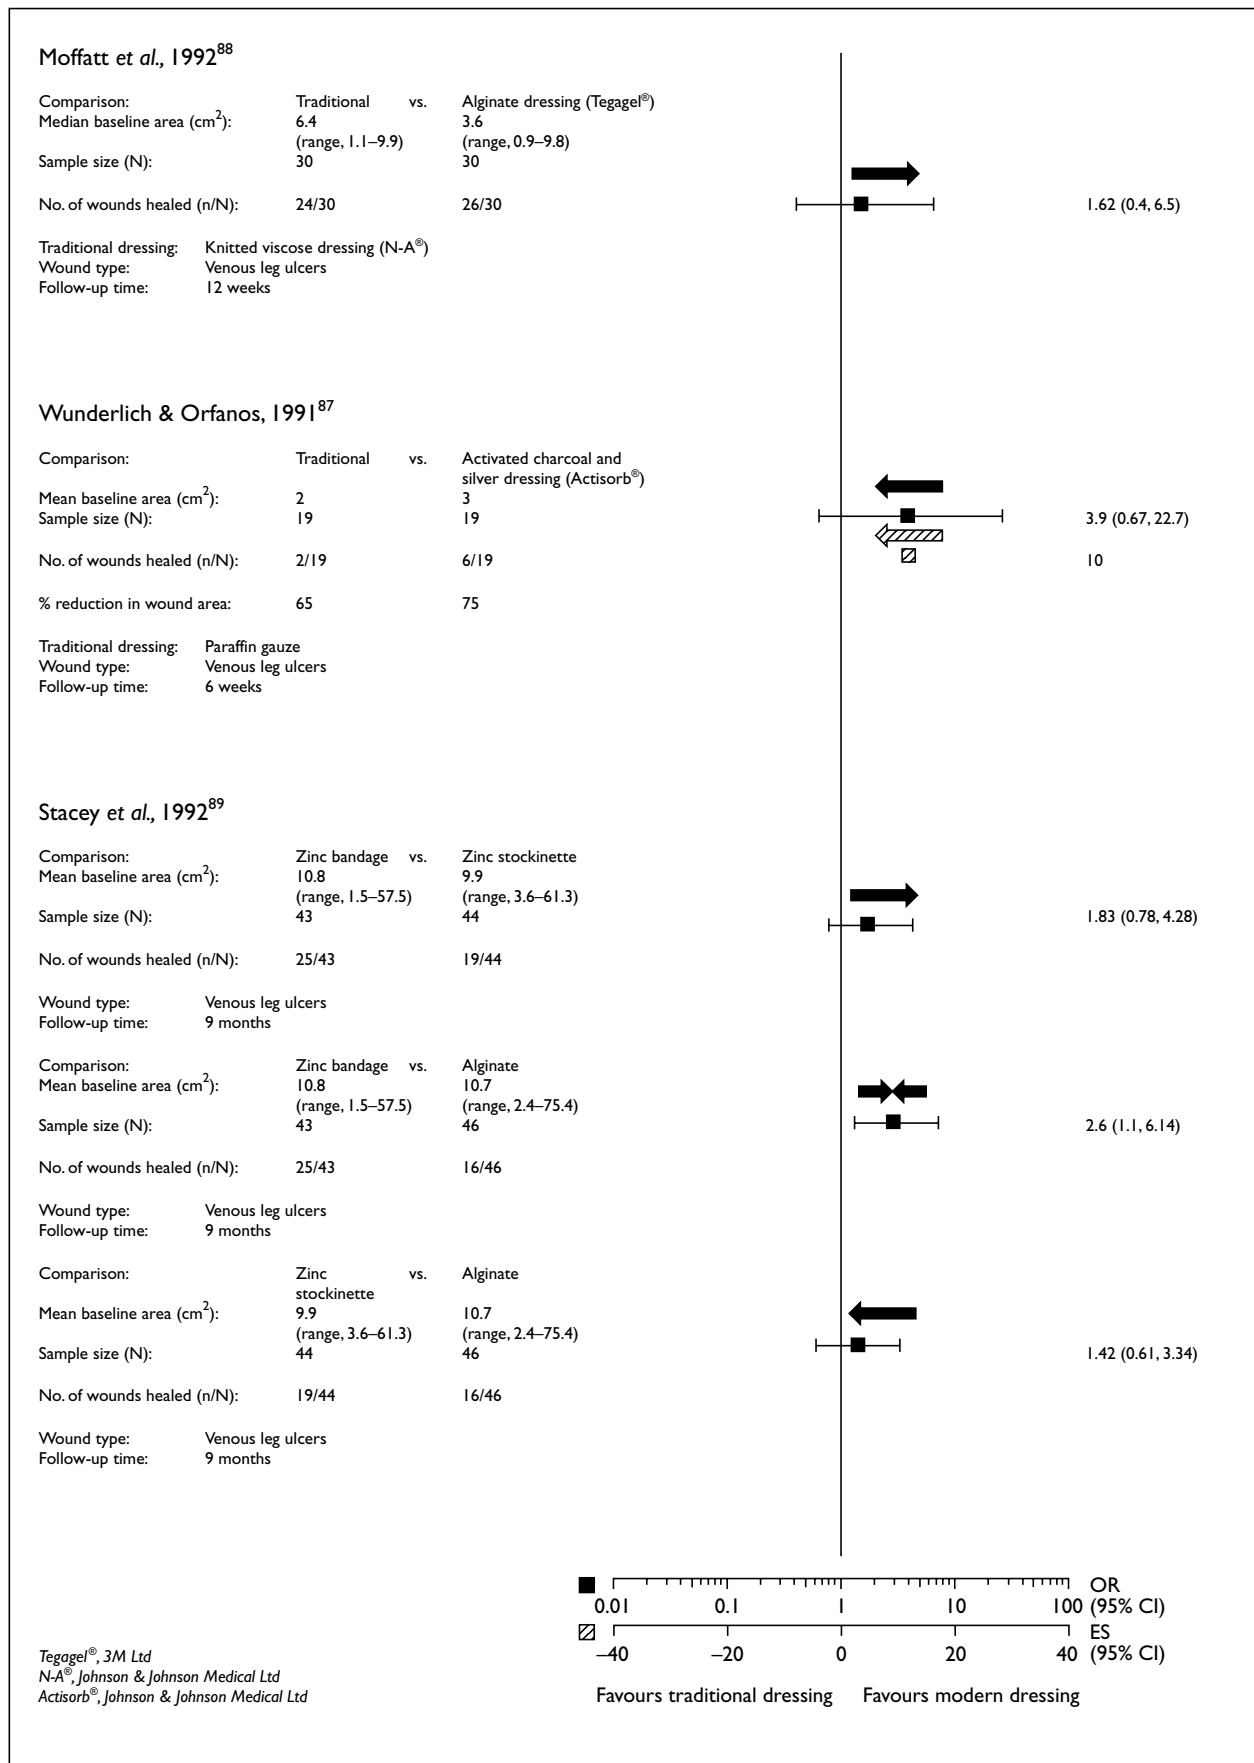 Moffatt et al., 1992⁸⁸
Comparison: Traditional vs. Alginate dressing (Tegagel®)
Median baseline area (cm²): 6.4 3.6
(range, 1.1–9.9) (range, 0.9–9.8)
Sample size (N): 30 30
No. of wounds healed (n/N): 24/30 26/30 1.62 (0.4, 6.5)
Traditional dressing: Knitted viscose dressing (N-A®)
Wound type: Venous leg ulcers
Follow-up time: 12 weeks
Wunderlich & Orfanos, 1991⁸⁷
Comparison: Traditional vs. Activated charcoal and
silver dressing (Actisorb®)
Mean baseline area (cm²): 2 3
Sample size (N): 19 19 3.9 (0.67, 22.7)
No. of wounds healed (n/N): 2/19 6/19 10
% reduction in wound area: 65 75
Traditional dressing: Paraffin gauze
Wound type: Venous leg ulcers
Follow-up time: 6 weeks
Stacey et al., 1992⁸⁹
Comparison: Zinc bandage vs. Zinc stockinette
Mean baseline area (cm²): 10.8 9.9
(range, 1.5–57.5) (range, 3.6–61.3)
Sample size (N): 43 44 1.83 (0.78, 4.28)
No. of wounds healed (n/N): 25/43 19/44
Wound type: Venous leg ulcers
Follow-up time: 9 months
Comparison: Zinc bandage vs. Alginate
Mean baseline area (cm²): 10.8 10.7
(range, 1.5–57.5) (range, 2.4–75.4)
Sample size (N): 43 46 2.6 (1.1, 6.14)
No. of wounds healed (n/N): 25/43 16/46
Wound type: Venous leg ulcers
Follow-up time: 9 months
Comparison: Zinc vs. Alginate
stockinette
Mean baseline area (cm²): 9.9 10.7
(range, 3.6–61.3) (range, 2.4–75.4)
Sample size (N): 44 46 1.42 (0.61, 3.34)
No. of wounds healed (n/N): 19/44 16/46
Wound type: Venous leg ulcers
Follow-up time: 9 months
OR
0.01 0.1 1 10 100 (95% CI)
ES
–40 –20 0 20 40 (95% CI)
Favours traditional dressing Favours modern dressing
Tegagel®, 3M Ltd
N-A®, Johnson & Johnson Medical Ltd
Actisorb®, Johnson & Johnson Medical Ltd